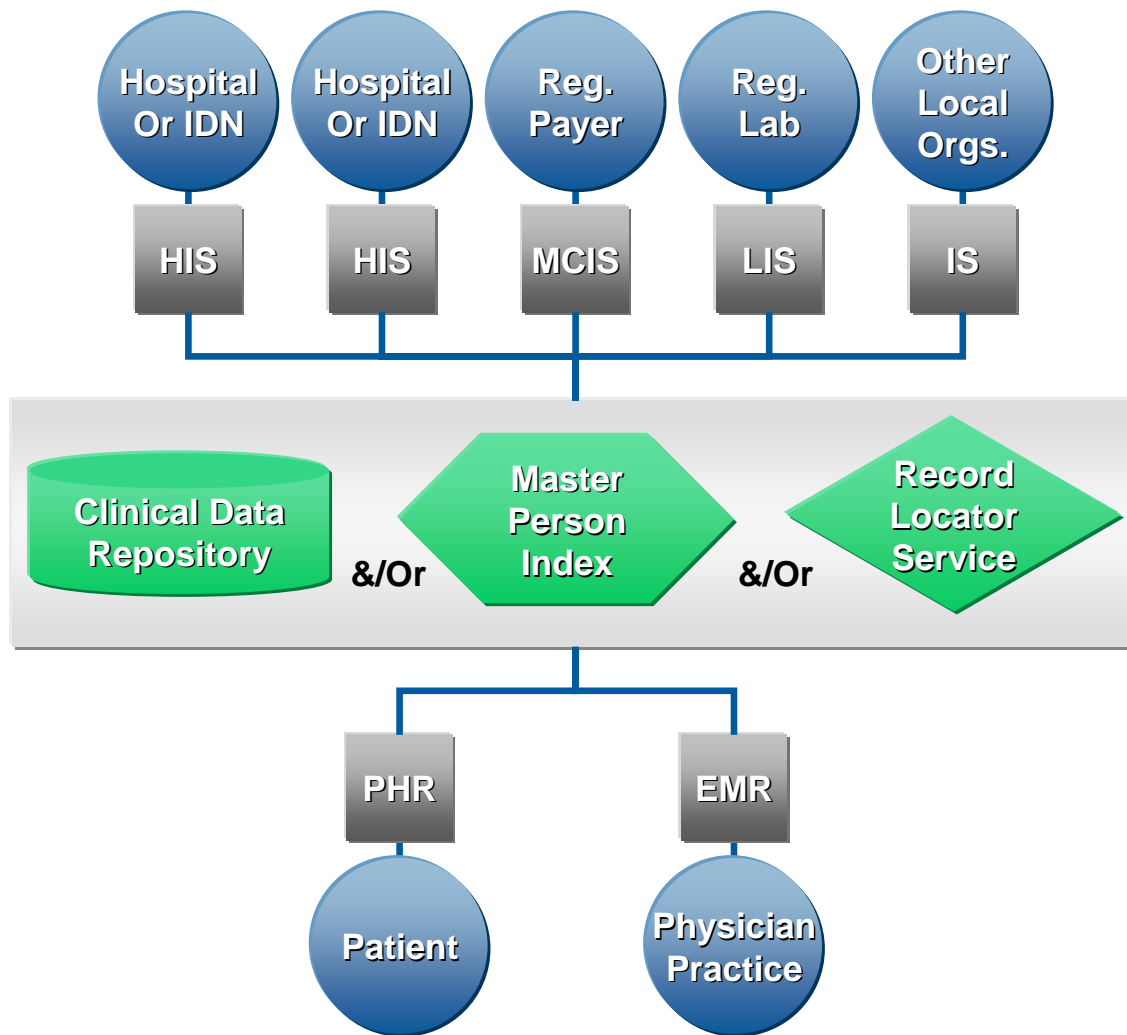 Hospital
Or IDN
Hospital
Or IDN
Reg.
Payer
Reg.
Lab
Other
Local
Orgs.
HIS
HIS
MCIS
LIS
IS
Clinical Data
Repository
&/Or
Master
Person
Index
&/Or
Record
Locator
Service
PHR
EMR
Patient
Physician
Practice